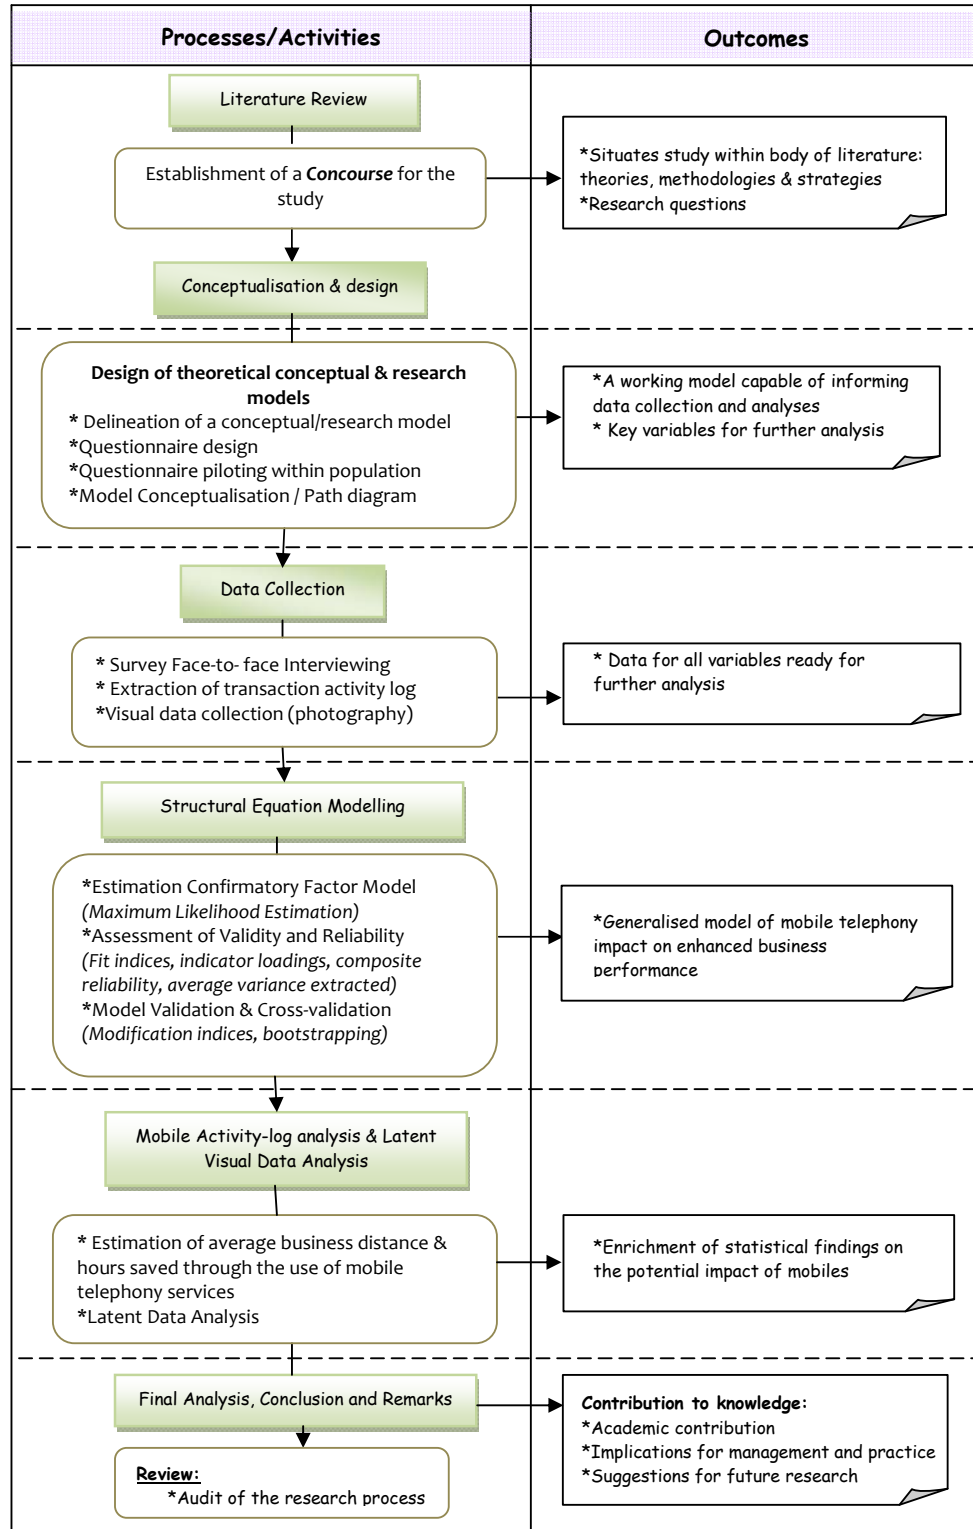 Processes/Activities
Outcomes
Literature Review
Establishment of a Concourse for the
study
*Situates study within body of literature:
theories, methodologies & strategies
*Research questions
Conceptualisation & design
Design of theoretical conceptual & research
models
* Delineation of a conceptual/research model
*Questionnaire design
*Questionnaire piloting within population
*Model Conceptualisation / Path diagram
*A working model capable of informing
data collection and analyses
* Key variables for further analysis
Data Collection
* Survey Face-to- face Interviewing
* Extraction of transaction activity log
*Visual data collection (photography)
* Data for all variables ready for
further analysis
Structural Equation Modelling
*Estimation Confirmatory Factor Model
(Maximum Likelihood Estimation)
*Assessment of Validity and Reliability
(Fit indices, indicator loadings, composite
reliability, average variance extracted)
*Model Validation & Cross-validation
(Modification indices, bootstrapping)
*Generalised model of mobile telephony
impact on enhanced business
performance
Mobile Activity-log analysis & Latent
Visual Data Analysis
* Estimation of average business distance &
hours saved through the use of mobile
telephony services
*Latent Data Analysis
*Enrichment of statistical findings on
the potential impact of mobiles
Final Analysis, Conclusion and Remarks
Review:
*Audit of the research process
Contribution to knowledge:
*Academic contribution
*Implications for management and practice
*Suggestions for future research